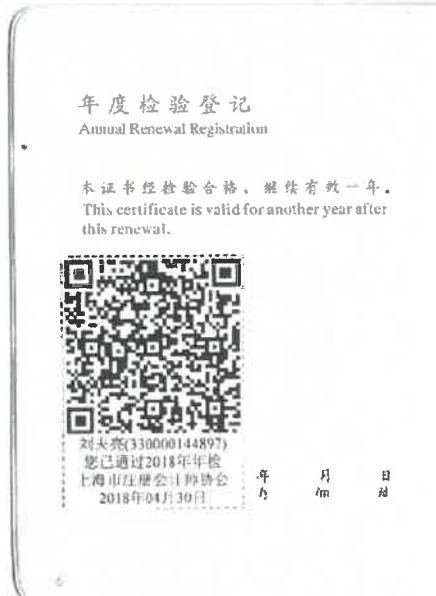 年度检验登记
Annual Renewal Registration
本证书经检验合格，继续有效一年。
This certificate is valid for another year after
this renewal.
刘天亮(330000144897)
您已通过2018年年检
上海市注册会计师协会
2018年04月30日
年 月 日
/y /m /d